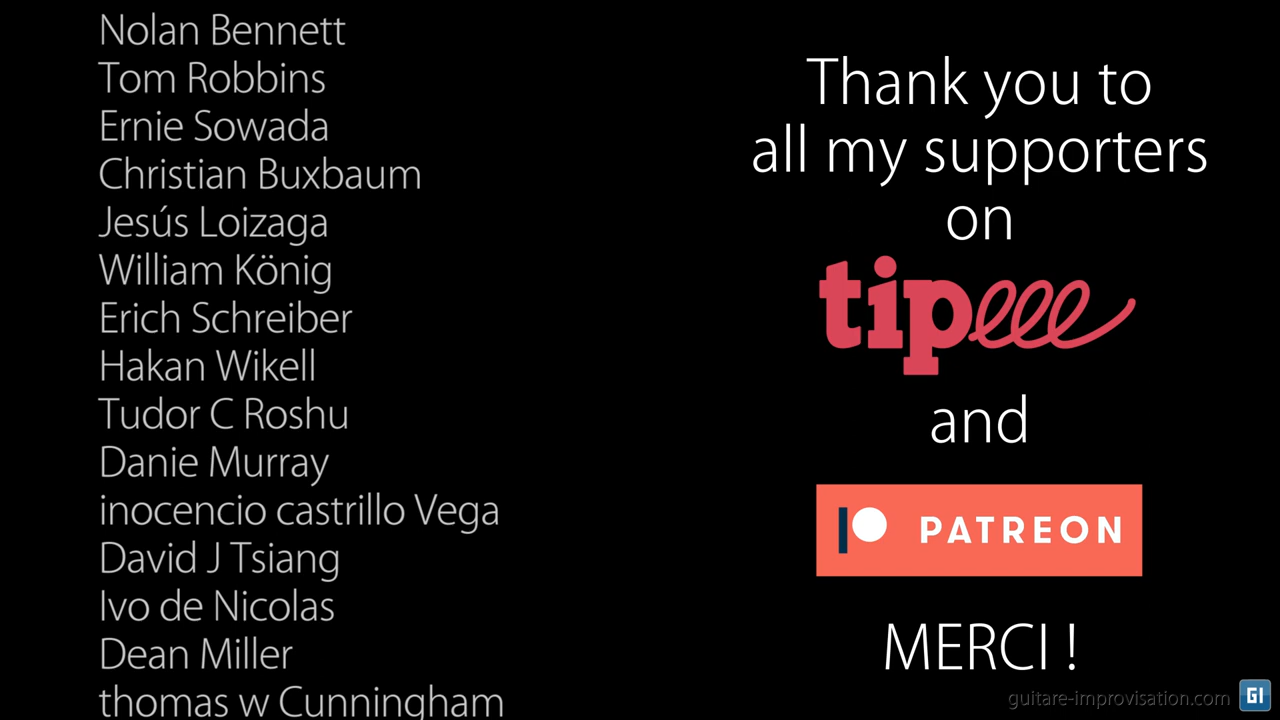 Nolan Bennett
Tom Robbins
Ernie Sowada
Christian Buxbaum
Jesús Loizaga
William König
Erich Schreiber
Hakan Wikell
Tudor C Roshu
Danie Murray
inocencio castrillo Vega
David J Tsiang
Ivo de Nicolas
Dean Miller
thomas w Cunningham
Thank you to
all my supporters
on
tipeee
and
PATREON
MERCI !
guitare-improvisation.com GI